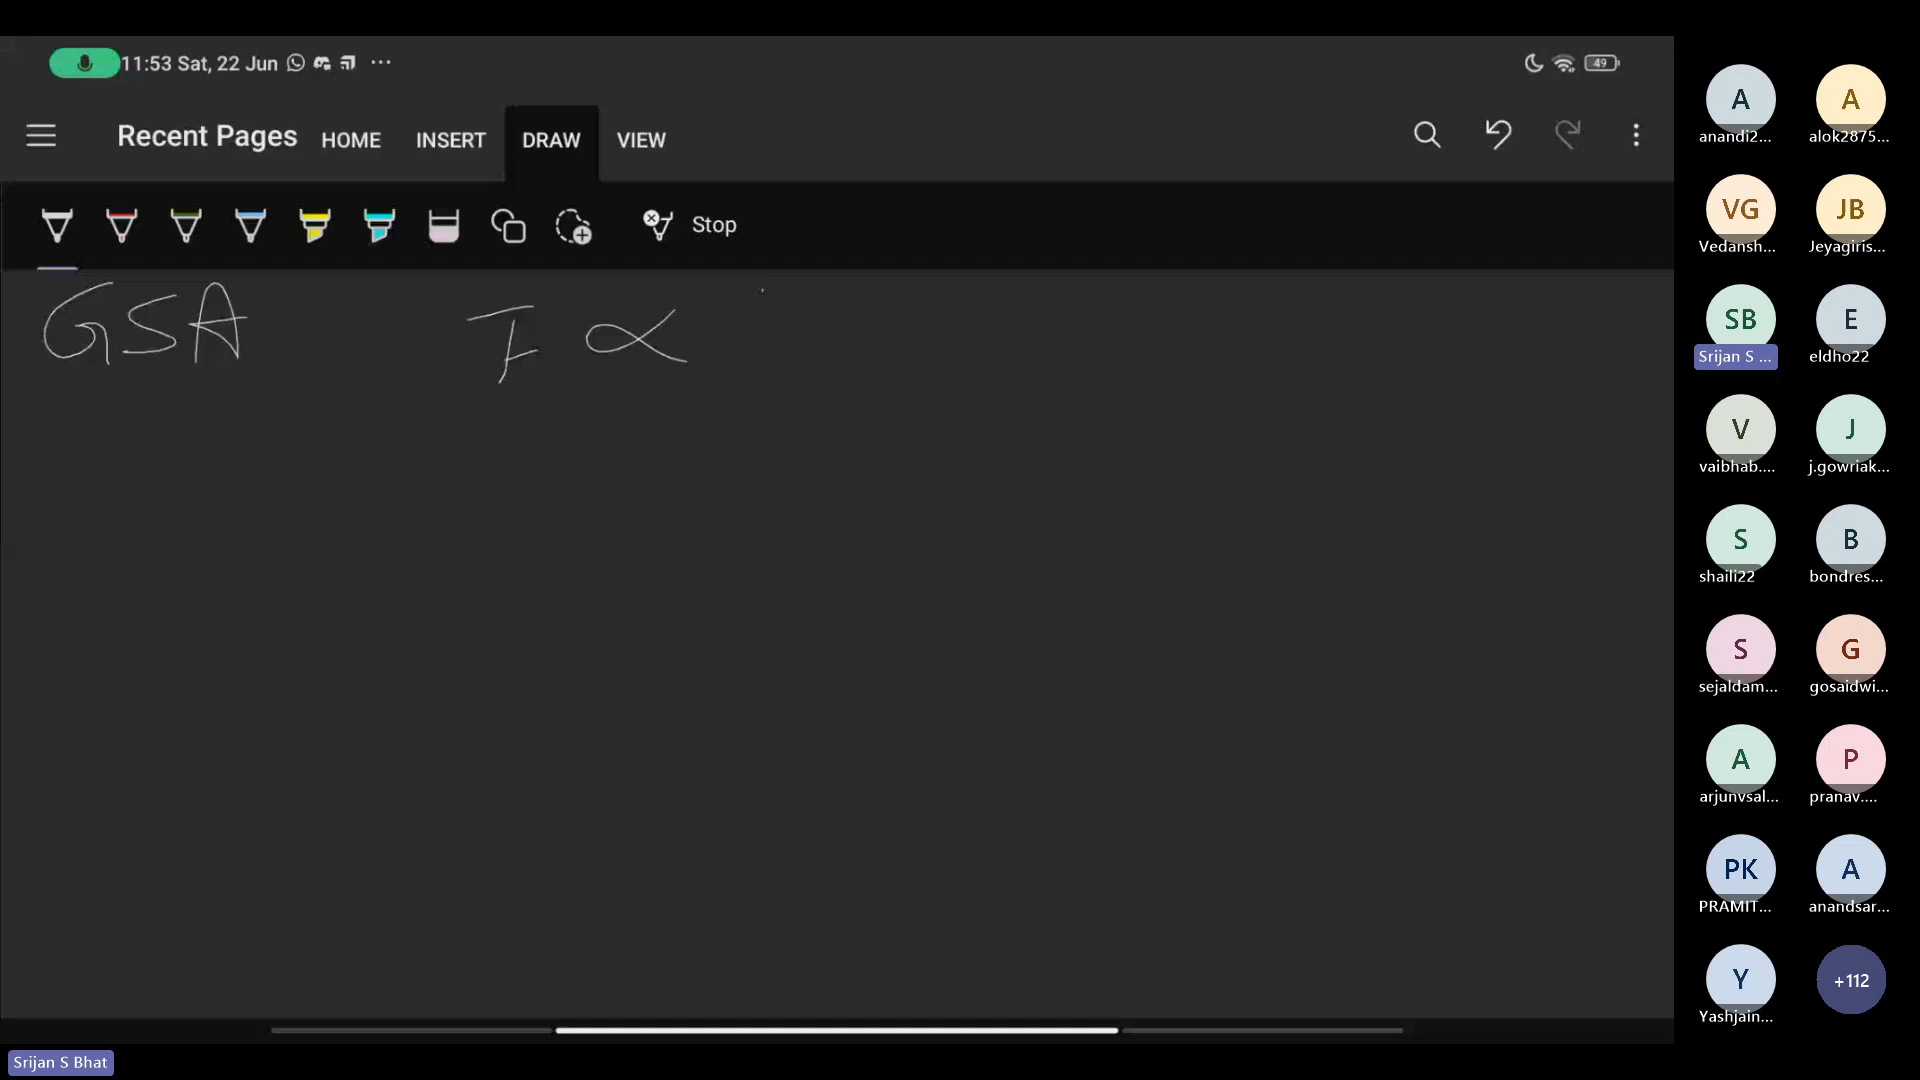 11:53 Sat, 22 Jun ... 49
Recent Pages HOME INSERT DRAW VIEW
Stop
GSA F ∝
A anandi2...
A alok2875...
VG Vedansh...
JB Jeyagiris...
SB Srijan S ...
E eldho22
V vaibhab....
J j.gowriak...
S shaili22
B bondres...
S sejaldam...
G gosaidwi...
A arjunvsal...
P pranav....
PK PRAMIT...
A anandsar...
Y Yashjain...
+112
Srijan S Bhat